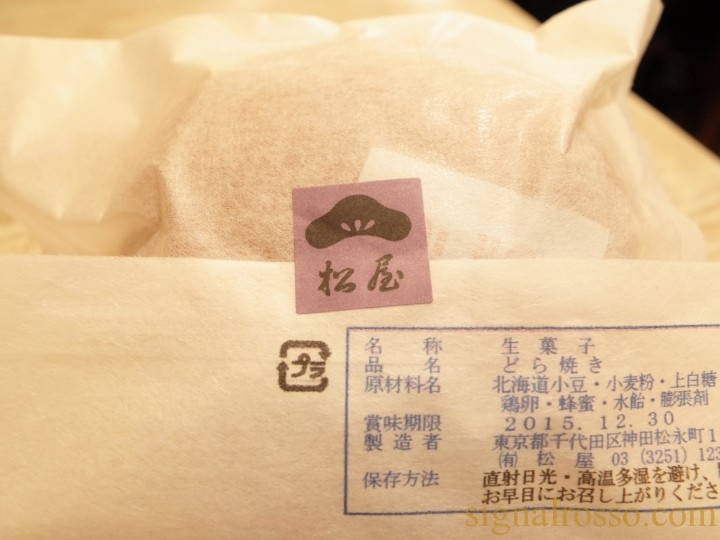 松屋
プラ
名称 生菓子
品名 どら焼き
原材料名 北海道小豆・小麦粉・上白糖
鶏卵・蜂蜜・水飴・膨張剤
賞味期限 2015.12.30
製造者 東京都千代田区神田松永町1
(有) 松屋 03 (3251) 123
保存方法 直射日光・高温多湿を避け、
お早目にお召し上がりくださ
signalrosso.com